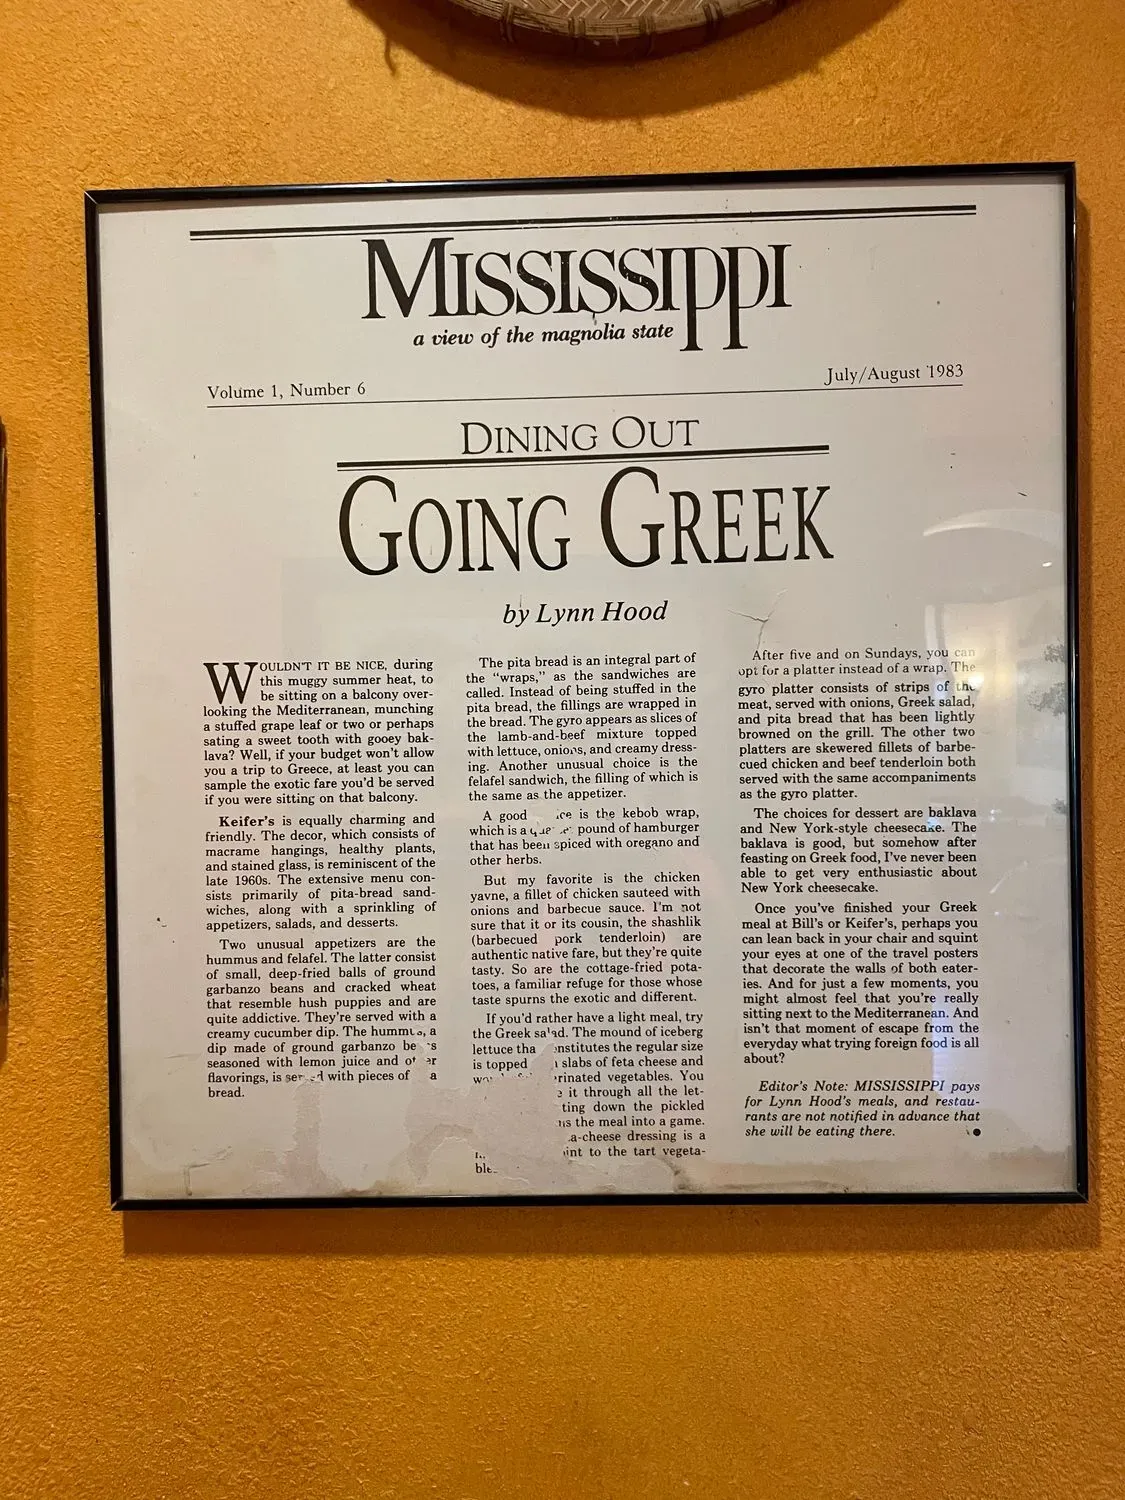 MISSISSIPPI
a view of the magnolia state
Volume 1, Number 6
July/August 1983
DINING OUT
GOING GREEK
by Lynn Hood
WOULDN'T IT BE NICE, during
this muggy summer heat, to
be sitting on a balcony over-
looking the Mediterranean, munching
a stuffed grape leaf or two or perhaps
sating a sweet tooth with gooey bak-
lava? Well, if your budget won't allow
you a trip to Greece, at least you can
sample the exotic fare you'd be served
if you were sitting on that balcony.
Keifer's is equally charming and
friendly. The decor, which consists of
macrame hangings, healthy plants,
and stained glass, is reminiscent of the
late 1960s. The extensive menu con-
sists primarily of pita-bread sand-
wiches, along with a sprinkling of
appetizers, salads, and desserts.
Two unusual appetizers are the
hummus and felafel. The latter consist
of small, deep-fried balls of ground
garbanzo beans and cracked wheat
that resemble hush puppies and are
quite addictive. They're served with a
creamy cucumber dip. The hummus, a
dip made of ground garbanzo
seasoned with lemon juice and
flavorings, is served with pieces of
bread.
The pita bread is an integral part of
the "wraps," as the sandwiches are
called. Instead of being stuffed in the
pita bread, the fillings are wrapped in
the bread. The gyro appears as slices of
the lamb-and-beef mixture topped
with lettuce, onions, and creamy dress-
ing. Another unusual choice is the
felafel sandwich, the filling of which is
the same as the appetizer.
A good is the kebob wrap,
which is a pound of hamburger
that has been spiced with oregano and
other herbs.
But my favorite is the chicken
yavne, a fillet of chicken sauteed with
onions and barbecue sauce. I'm not
sure that it or its cousin, the shashlik
(barbecued pork tenderloin) are
authentic native fare, but they're quite
tasty. So are the cottage-fried pota-
toes, a familiar refuge for those whose
taste spurns the exotic and different.
If you'd rather have a light meal, try
the Greek salad. The mound of iceberg
lettuce the regular size
is topped slabs of feta cheese and
vegetables. You
it through all the let-
down the pickled
the meal into a game.
dressing is a
to the tart vegeta-
After five and on Sundays, you can
opt for a platter instead of a wrap. The
gyro platter consists of strips of the
meat, served with onions, Greek salad,
and pita bread that has been lightly
browned on the grill. The other two
platters are skewered fillets of barbe-
cued chicken and beef tenderloin both
served with the same accompaniments
as the gyro platter.
The choices for dessert are baklava
and New York-style cheesecake. The
baklava is good, but somehow after
feasting on Greek food, I've never been
able to get very enthusiastic about
New York cheesecake.
Once you've finished your Greek
meal at Bill's or Keifer's, perhaps you
can lean back in your chair and squint
your eyes at one of the travel posters
that decorate the walls of both eater-
ies. And for just a few moments, you
might almost feel that you're really
sitting next to the Mediterranean. And
isn't that moment of escape from the
everyday what trying foreign food is all
about?
Editor's Note: MISSISSIPPI pays
for Lynn Hood's meals, and restau-
rants are not notified in advance that
she will be eating there.